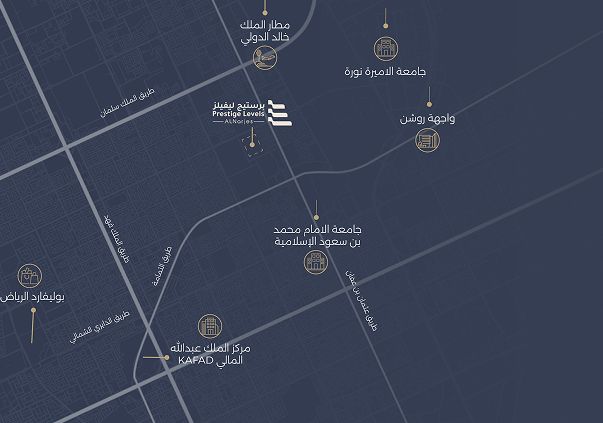 مطار الملك
خالد الدولي
جامعة الاميرة نورة
طريق الملك سلمان
برستيج ليفيلز
Prestige Levels
ALNarjes
واجهة روشن
جامعة الامام محمد
بن سعود الإسلامية
طريق الملك فهد
طريق الثمامة
بوليفارد الرياض
طريق عثمان بن عفان
طريق الدائري الشمالي
مركز الملك عبدالله
المالي KAFAD